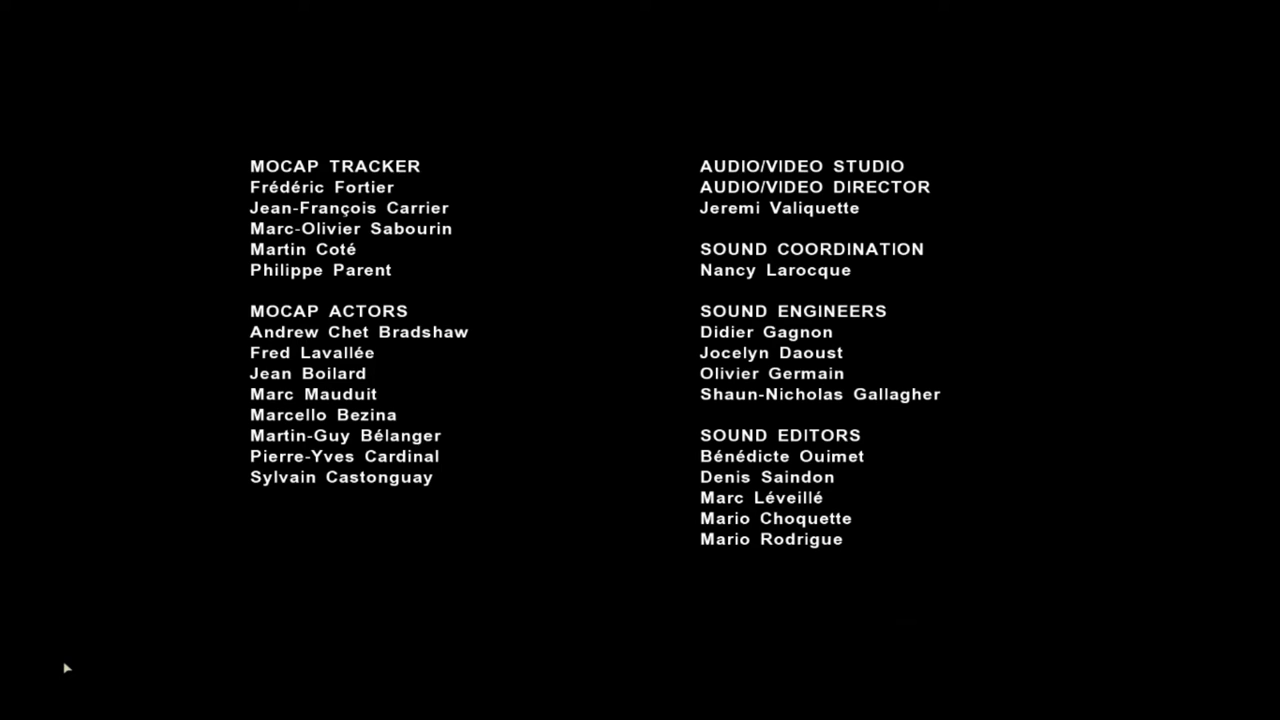 MOCAP TRACKER
Frédéric Fortier
Jean-François Carrier
Marc-Olivier Sabourin
Martin Coté
Philippe Parent
MOCAP ACTORS
Andrew Chet Bradshaw
Fred Lavallée
Jean Boilard
Marc Mauduit
Marcello Bezina
Martin-Guy Bélanger
Pierre-Yves Cardinal
Sylvain Castonguay
AUDIO/VIDEO STUDIO
AUDIO/VIDEO DIRECTOR
Jeremi Valiquette
SOUND COORDINATION
Nancy Larocque
SOUND ENGINEERS
Didier Gagnon
Jocelyn Daoust
Olivier Germain
Shaun-Nicholas Gallagher
SOUND EDITORS
Bénédicte Ouimet
Denis Saindon
Marc Léveillé
Mario Choquette
Mario Rodrigue